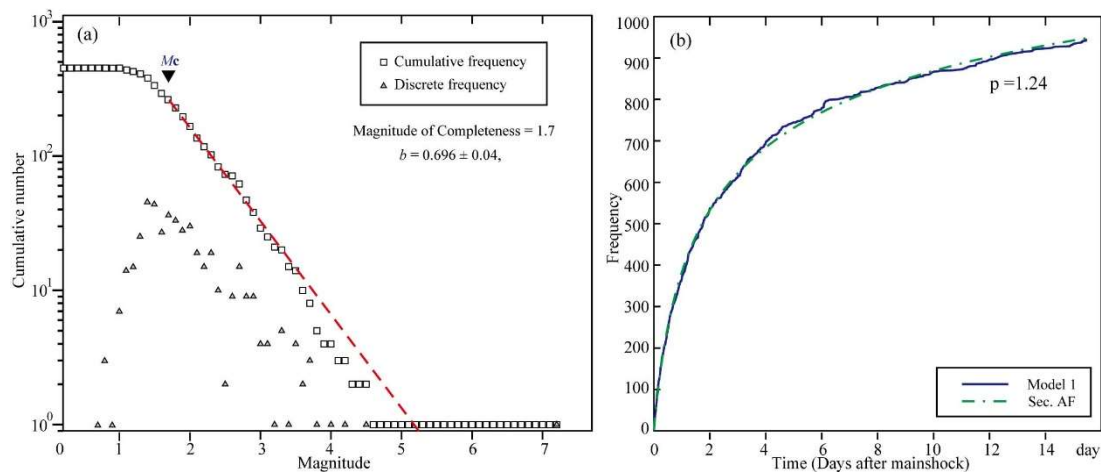 (a)
Mc
Cumulative frequency
Discrete frequency
Magnitude of Completeness = 1.7
b = 0.696 ± 0.04,
10³
10²
10¹
10⁰
Cumulative number
0 1 2 3 4 5 6 7
Magnitude
(b)
p =1.24
1000
900
800
700
600
500
400
300
200
100
0
Frequency
Model 1
Sec. AF
0 2 4 6 8 10 12 14 day
Time (Days after mainshock)